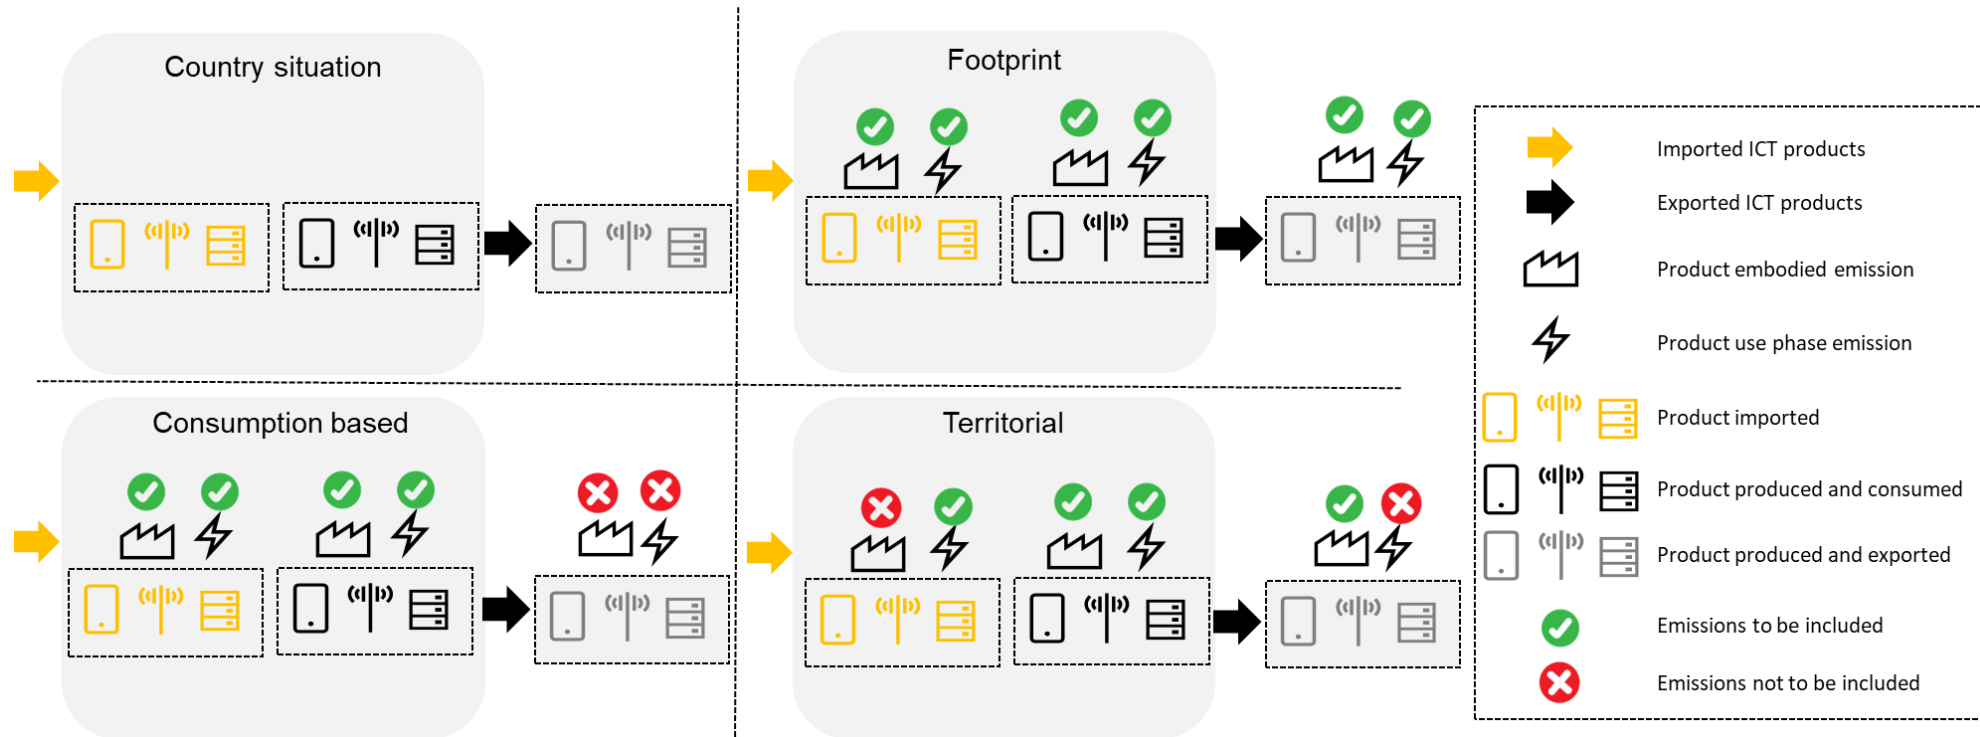 Country situation
Footprint
Consumption based
Territorial
Imported ICT products
Exported ICT products
Product embodied emission
Product use phase emission
Product imported
Product produced and consumed
Product produced and exported
Emissions to be included
Emissions not to be included